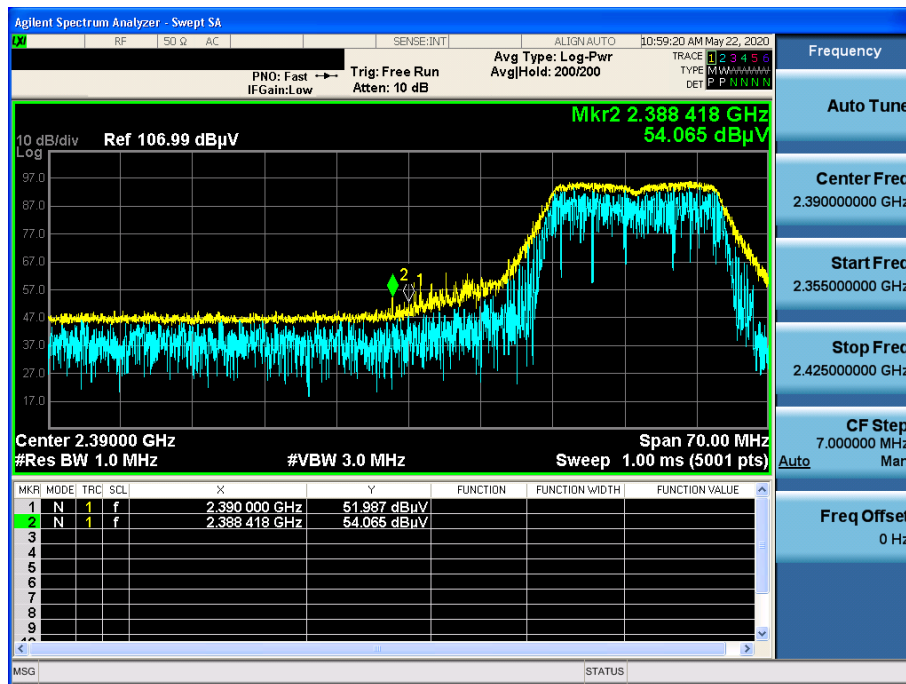 Agilent Spectrum Analyzer - Swept SA
LXI RF 50 Ω AC SENSE:INT ALIGN AUTO 10:59:20 AM May 22, 2020
PNO: Fast Trig: Free Run Avg Type: Log-Pwr TRACE 1 2 3 4 5 6
IFGain:Low Atten: 10 dB Avg|Hold: 200/200 TYPE M
DET P P N N N N
Mkr2 2.388 418 GHz
54.065 dBµV
10 dB/div Ref 106.99 dBµV
Log
97.0
87.0
77.0
67.0
57.0
47.0
37.0
27.0
17.0
2 1
Center 2.39000 GHz Span 70.00 MHz
#Res BW 1.0 MHz #VBW 3.0 MHz Sweep 1.00 ms (5001 pts)
MKR MODE TRC SCL X Y FUNCTION FUNCTION WIDTH FUNCTION VALUE
1 N 1 f 2.390 000 GHz 51.987 dBµV
2 N 1 f 2.388 418 GHz 54.065 dBµV
3
4
5
6
7
8
9
MSG STATUS
Frequency
Auto Tune
Center Freq
2.390000000 GHz
Start Freq
2.355000000 GHz
Stop Freq
2.425000000 GHz
CF Step
7.000000 MHz
Auto Man
Freq Offset
0 Hz